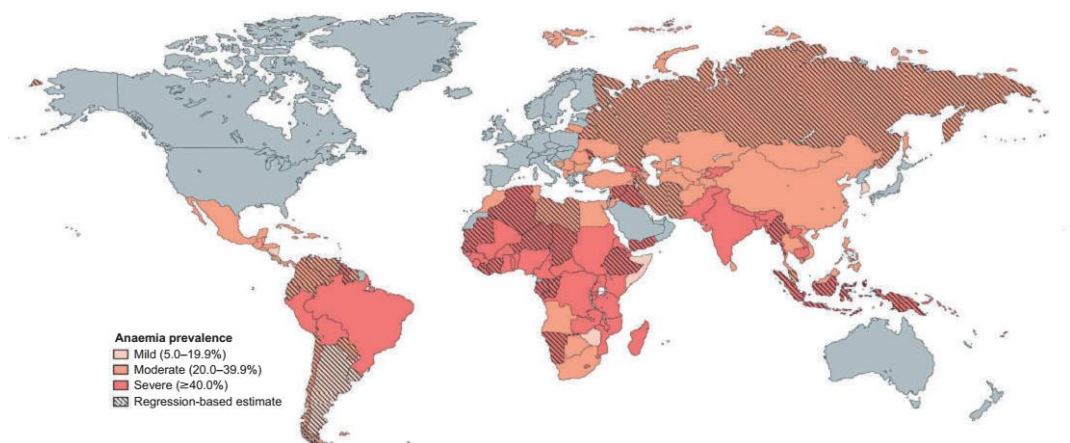 Anaemia prevalence
Mild (5.0–19.9%)
Moderate (20.0–39.9%)
Severe (≥40.0%)
Regression-based estimate